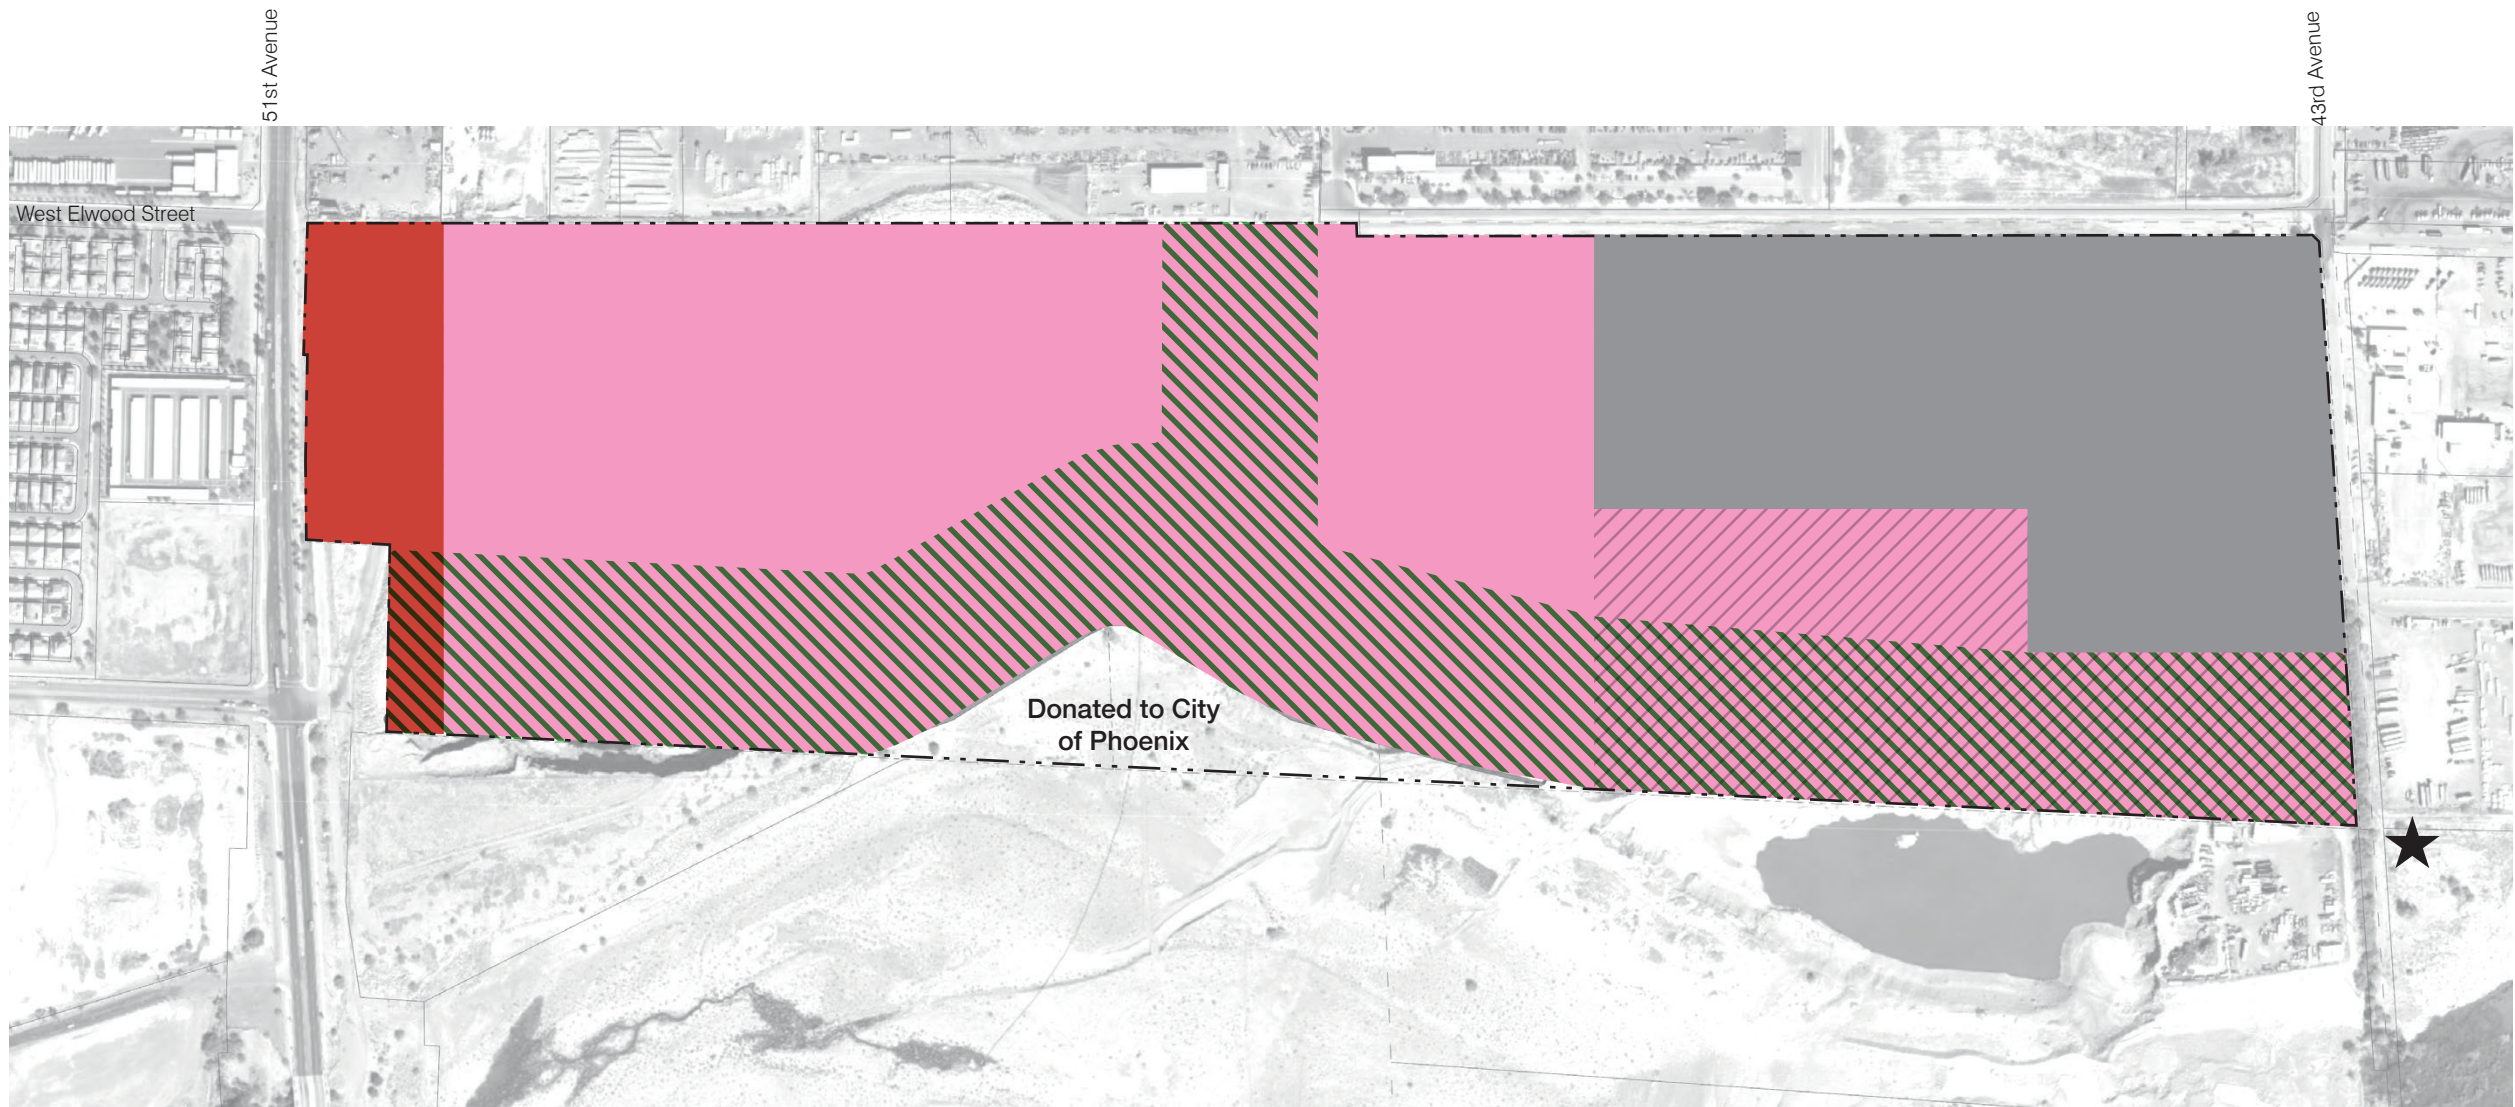 51st Avenue
43rd Avenue
West Elwood Street
Donated to City
of Phoenix